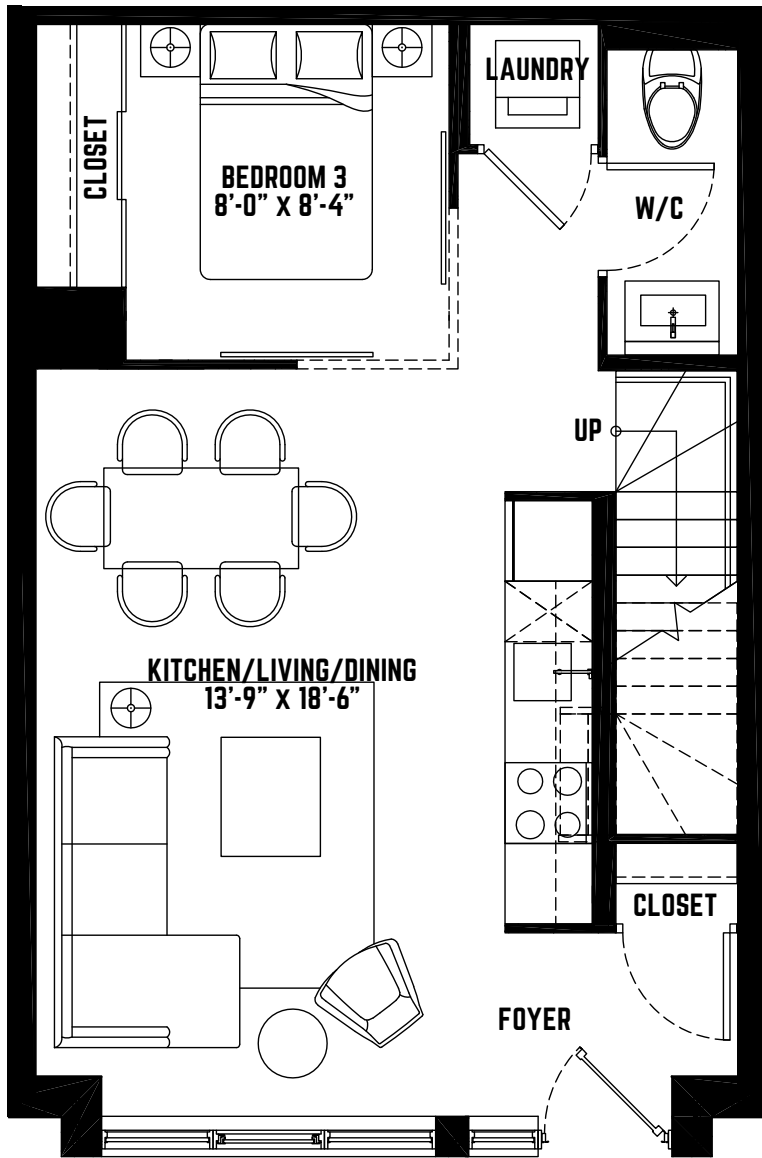 LAUNDRY
CLOSET
BEDROOM 3
8'-0" X 8'-4"
W/C
UP
KITCHEN/LIVING/DINING
13'-9" X 18'-6"
CLOSET
FOYER